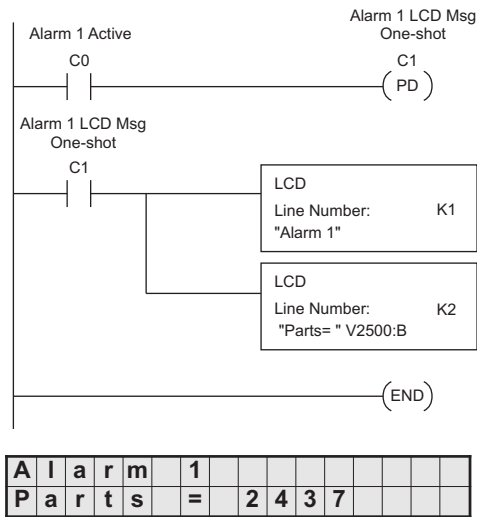 Alarm 1 Active
Alarm 1 LCD Msg
One-shot
C0
C1
PD
Alarm 1 LCD Msg
One-shot
C1
LCD
Line Number: K1
"Alarm 1"
LCD
Line Number: K2
"Parts= " V2500:B
END
Alarm 1
Parts = 2437